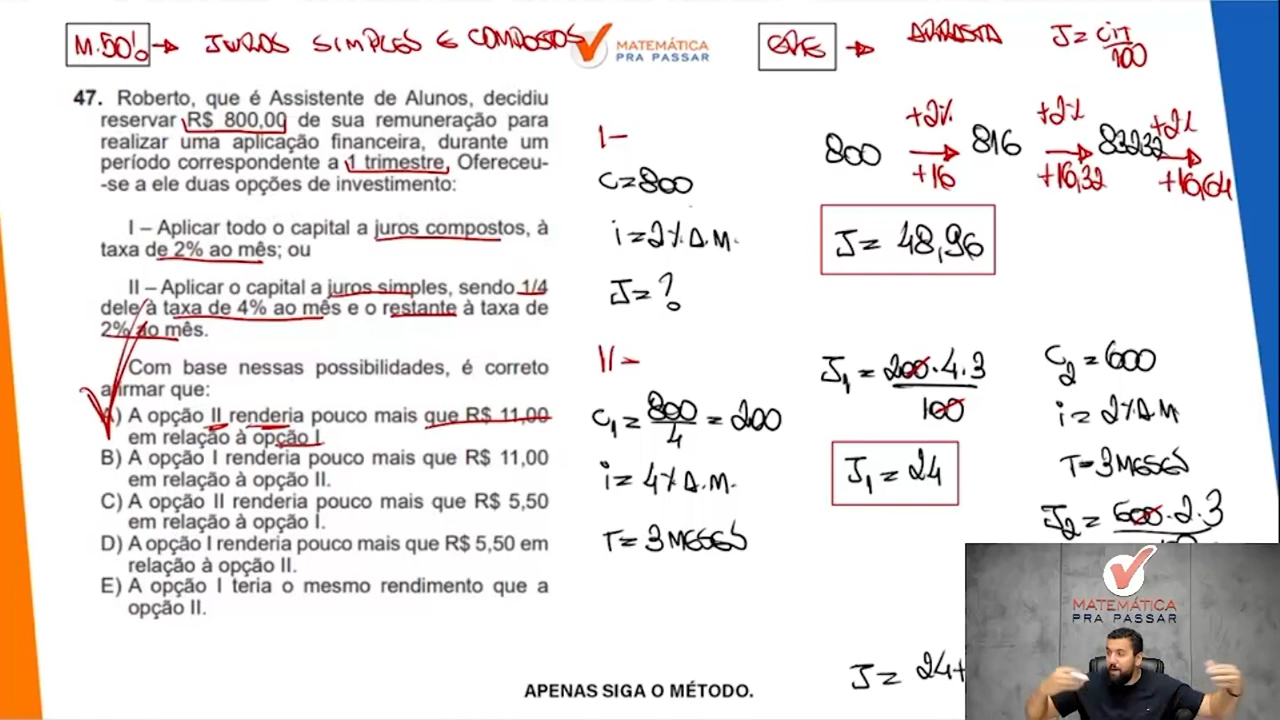 M.50% → JUROS SIMPLES E COMPOSTOS
MATEMÁTICA
PRA PASSAR
→ J = CIT
100
47. Roberto, que é Assistente de Alunos, decidiu
reservar R$ 800,00 de sua remuneração para
realizar uma aplicação financeira, durante um
período correspondente a 1 trimestre. Ofereceu-
-se a ele duas opções de investimento:
I – Aplicar todo o capital a juros compostos, à
taxa de 2% ao mês; ou
II – Aplicar o capital a juros simples, sendo 1/4
dele à taxa de 4% ao mês e o restante à taxa de
2% ao mês.
Com base nessas possibilidades, é correto
afirmar que:
A) A opção II renderia pouco mais que R$ 11,00
em relação à opção I.
B) A opção I renderia pouco mais que R$ 11,00
em relação à opção II.
C) A opção II renderia pouco mais que R$ 5,50
em relação à opção I.
D) A opção I renderia pouco mais que R$ 5,50 em
relação à opção II.
E) A opção I teria o mesmo rendimento que a
opção II.
I-
C = 800
i = 2% A.M.
J = ?
+2% +2% +2%
800 → 816 → 832,32 →
+16 +16,32 +16,64
J = 48,96
II-
C1 = 800 = 200
4
i = 4% A.M.
T = 3 MESES
J1 = 200.4.3
100
J1 = 24
C2 = 600
i = 2% A.M
T = 3 MESES
J2 = 600.2.3
J = 24+
MATEMÁTICA
PRA PASSAR
APENAS SIGA O MÉTODO.